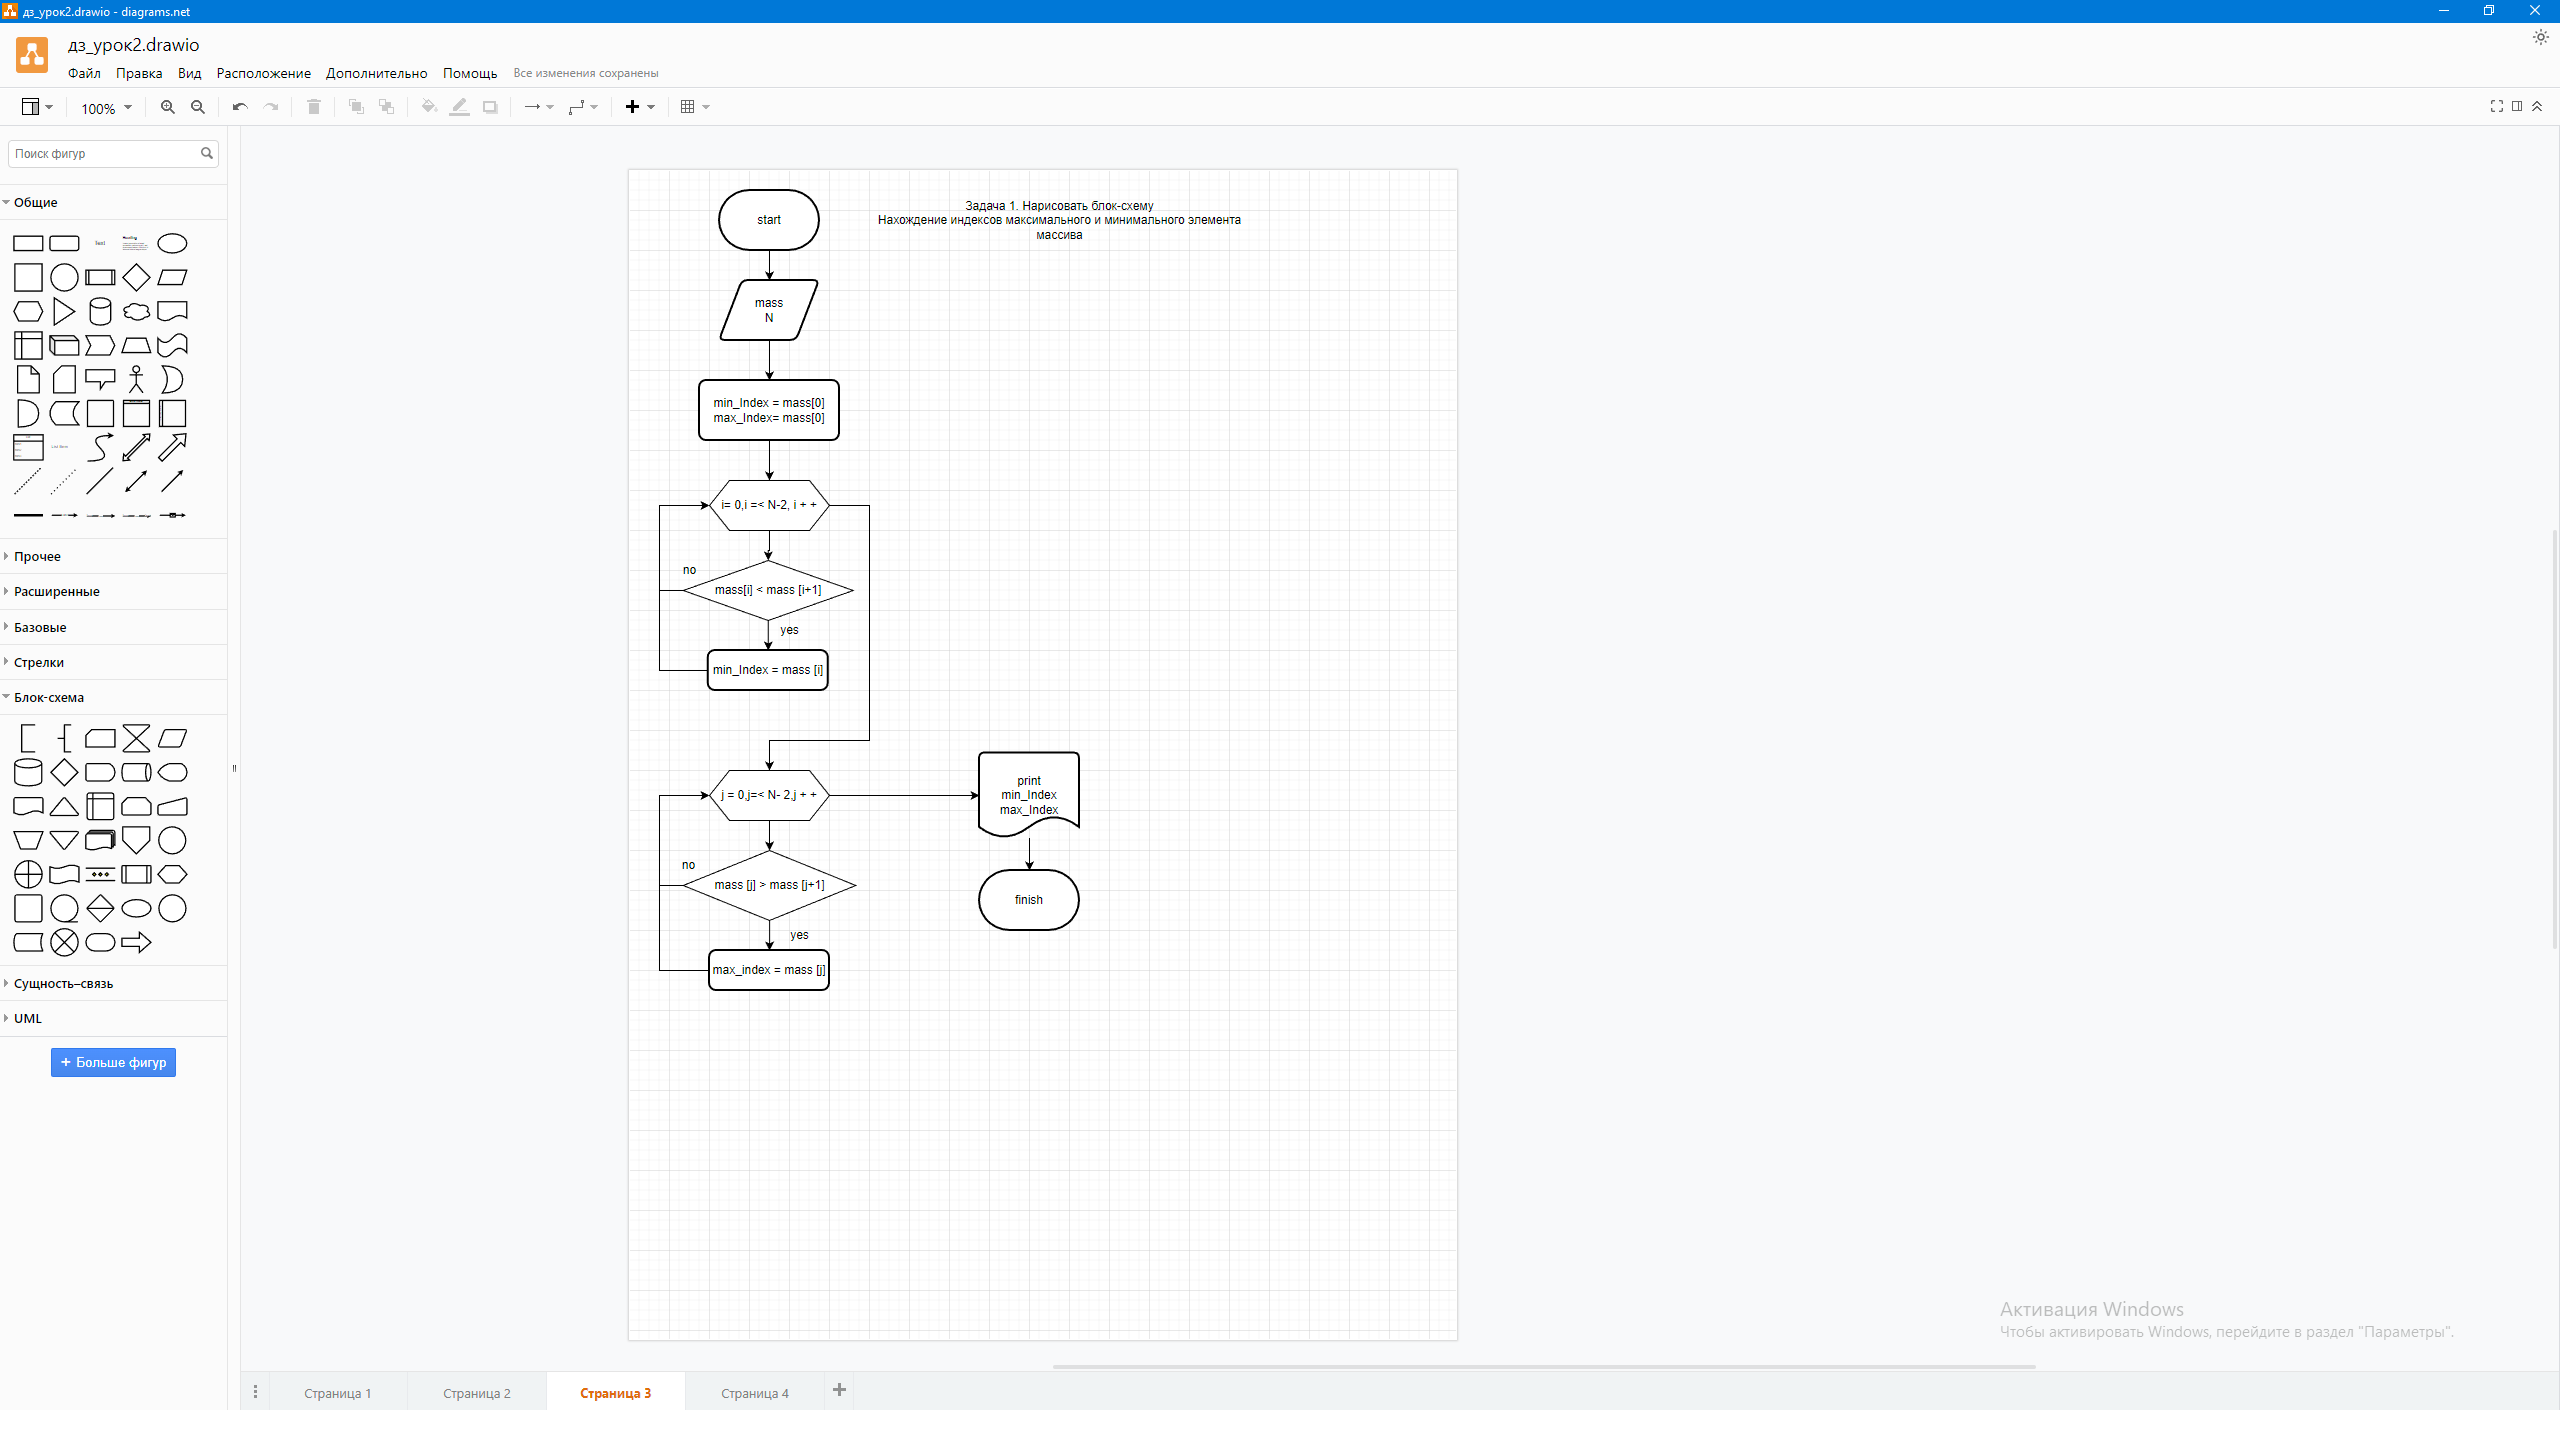 дз_урок2.drawio - diagrams.net
дз_урок2.drawio
Файл Правка Вид Расположение Дополнительно Помощь Все изменения сохранены
100%
Поиск фигур
Общие
Text
Heading
List Item
Прочее
Расширенные
Базовые
Стрелки
Блок-схема
Сущность–связь
UML
+ Больше фигур
start
Задача 1. Нарисовать блок-схему
Нахождение индексов максимального и минимального элемента
массива
mass
N
min_Index = mass[0]
max_Index= mass[0]
i= 0,i =< N-2, i + +
no
mass[i] < mass [i+1]
yes
min_Index = mass [i]
j = 0,j=< N- 2,j + +
print
min_Index
max_Index
no
mass [j] > mass [j+1]
finish
yes
max_index = mass [j]
Активация Windows
Чтобы активировать Windows, перейдите в раздел "Параметры".
Страница 1
Страница 2
Страница 3
Страница 4